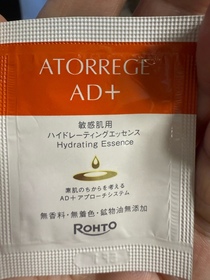 ATORREGE
AD+
敏感肌用
ハイドレーティングエッセンス
Hydrating Essence
素肌のちからを考える
AD+ アプローチシステム
無香料・無着色・鉱物油無添加
ROHTO